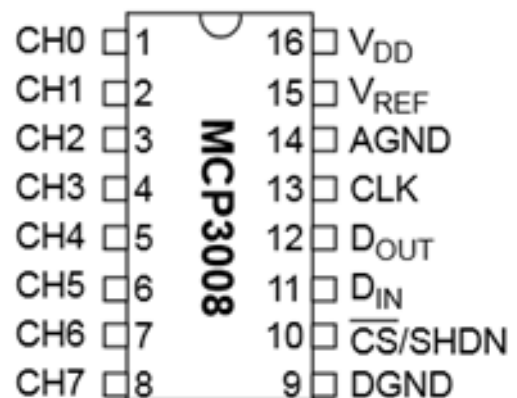 CH0 1 16 VDD
CH1 2 15 VREF
CH2 3 14 AGND
CH3 4 13 CLK
CH4 5 12 DOUT
CH5 6 11 DIN
CH6 7 10 C̅S̅/SHDN
CH7 8 9 DGND
MCP3008